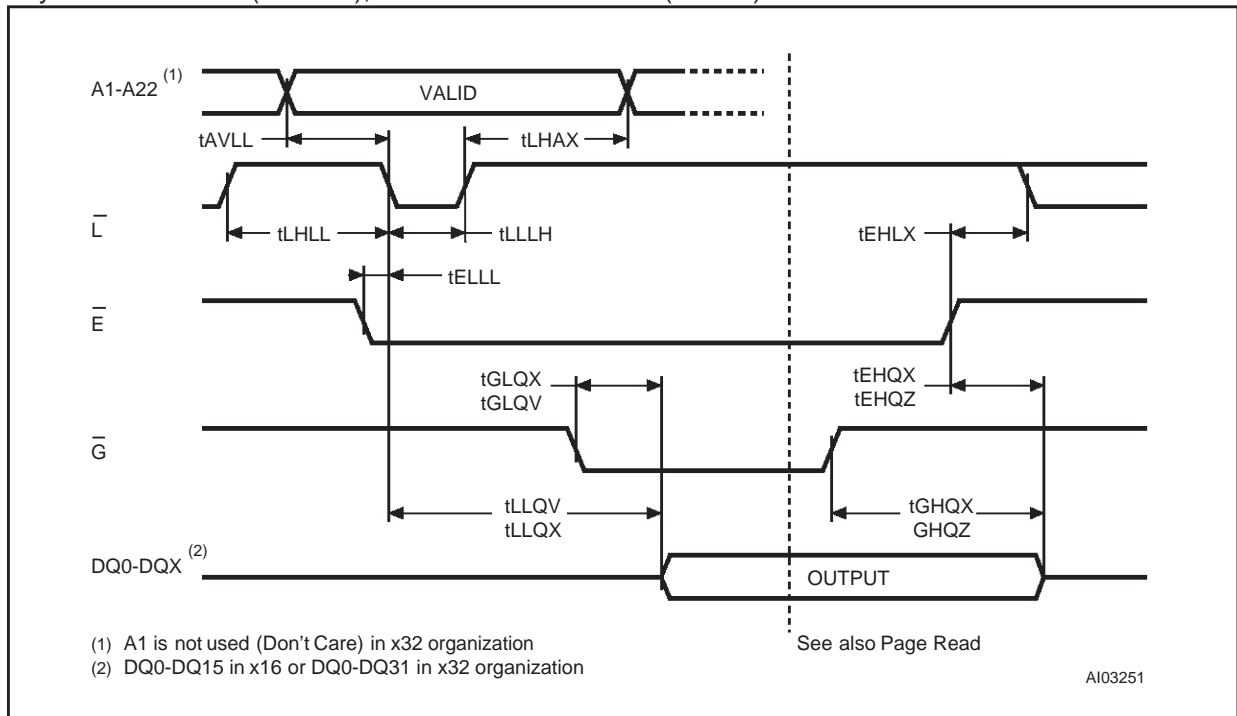 A1-A22 (1)
VALID
tAVLL
tLHAX
L
tLHLL
tLLLH
tEHLX
tELLL
E
tGLQX
tGLQV
tEHQX
tEHQZ
G
tLLQV
tLLQX
tGHQX
GHQZ
DQ0-DQX (2)
OUTPUT
(1) A1 is not used (Don't Care) in x32 organization
See also Page Read
(2) DQ0-DQ15 in x16 or DQ0-DQ31 in x32 organization
AI03251